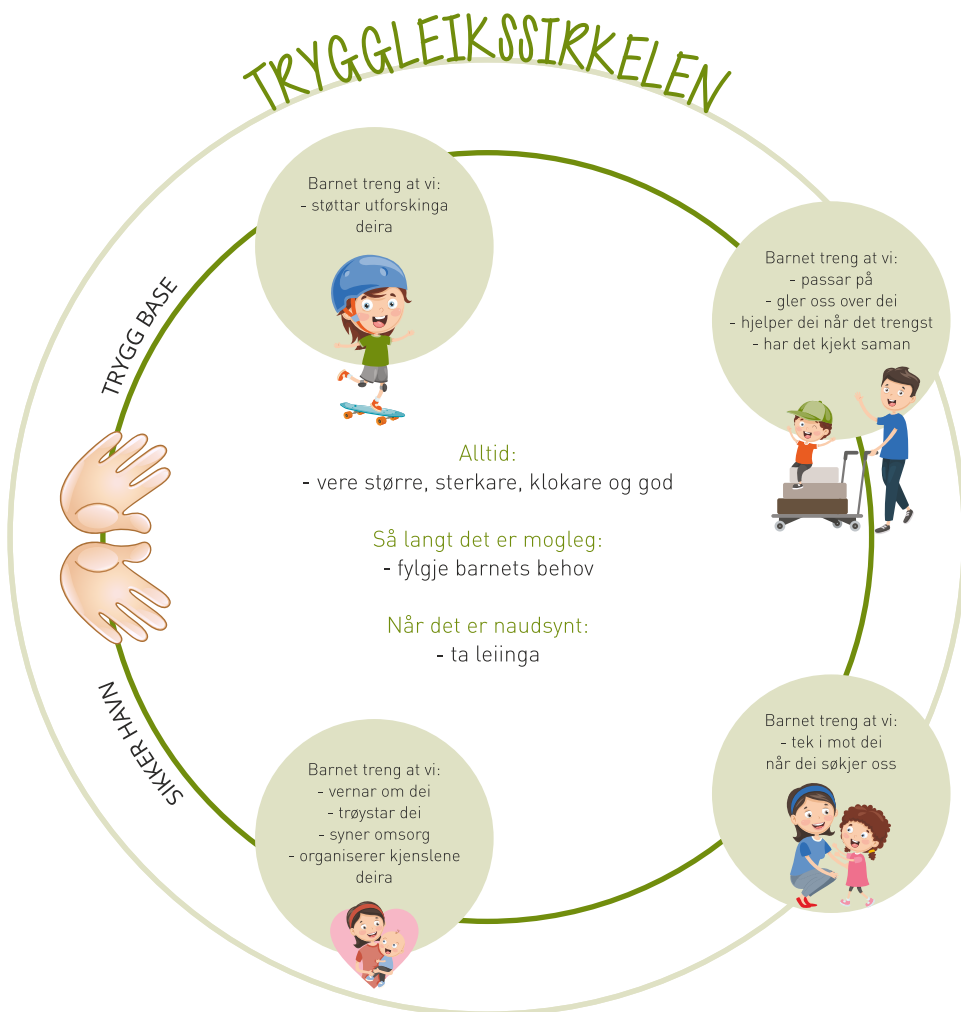 TRYGGLEIKSSIRKELEN
Barnet treng at vi:
- støttar utforskinga
deira
Barnet treng at vi:
- passar på
- gler oss over dei
- hjelper dei når det trengst
- har det kjekt saman
TRYGG BASE
Alltid:
- vere større, sterkare, klokare og god
Så langt det er mogleg:
- fylgje barnets behov
Når det er naudsynt:
- ta leiinga
SIKKER HAVN
Barnet treng at vi:
- tek i mot dei
når dei søkjer oss
Barnet treng at vi:
- vernar om dei
- trøystar dei
- syner omsorg
- organiserer kjenslene
deira